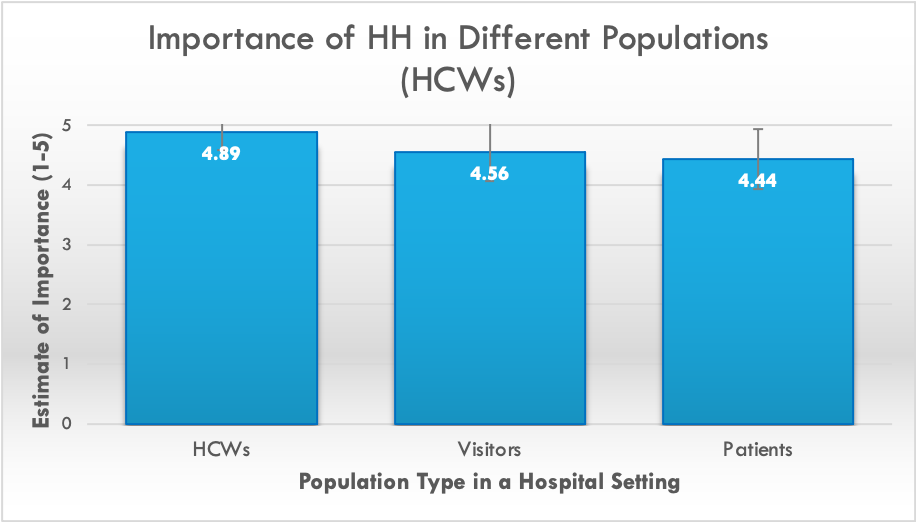 Importance of HH in Different Populations
(HCWs)
Estimate of Importance (1-5)
5
4
3
2
1
0
4.89
4.56
4.44
HCWs
Visitors
Patients
Population Type in a Hospital Setting